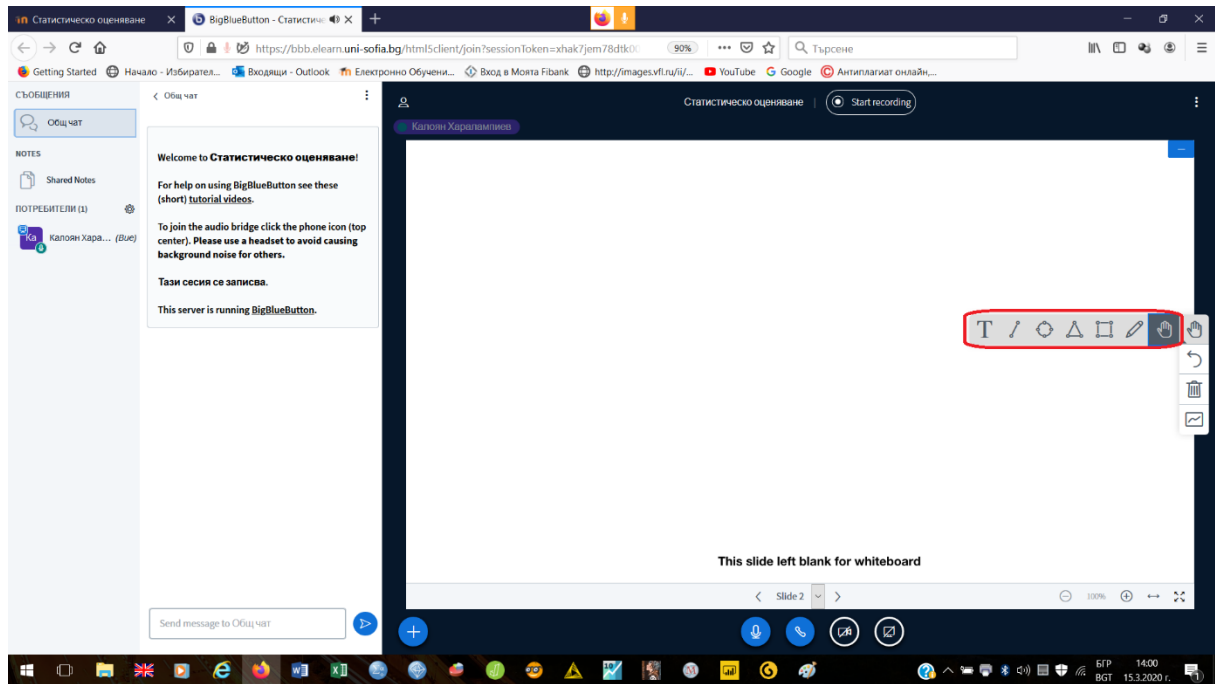 Статистическо оценяване
BigBlueButton - Статистиче
https://bbb.elearn.uni-sofia.bg/html5client/join?sessionToken=xhak7jem78dtk0
90%
Търсене
Getting Started
Начало - Избирател...
Входящи - Outlook
Електронно Обучени...
Вход в Моята Fibank
http://images.vfl.ru/ii/...
YouTube
Google
Антиплагиат онлайн,...
СЪОБЩЕНИЯ
Общ чат
NOTES
Shared Notes
ПОТРЕБИТЕЛИ (1)
Ка
Калоян Хара... (Вие)
Общ чат
Welcome to Статистическо оценяване!
For help on using BigBlueButton see these
(short) tutorial videos.
To join the audio bridge click the phone icon (top
center). Please use a headset to avoid causing
background noise for others.
Тази сесия се записва.
This server is running BigBlueButton.
Send message to Общ чат
Статистическо оценяване | Start recording
Калоян Харалампиев
T
This slide left blank for whiteboard
Slide 2
100%
БГР 14:00
BGT 15.3.2020 г.